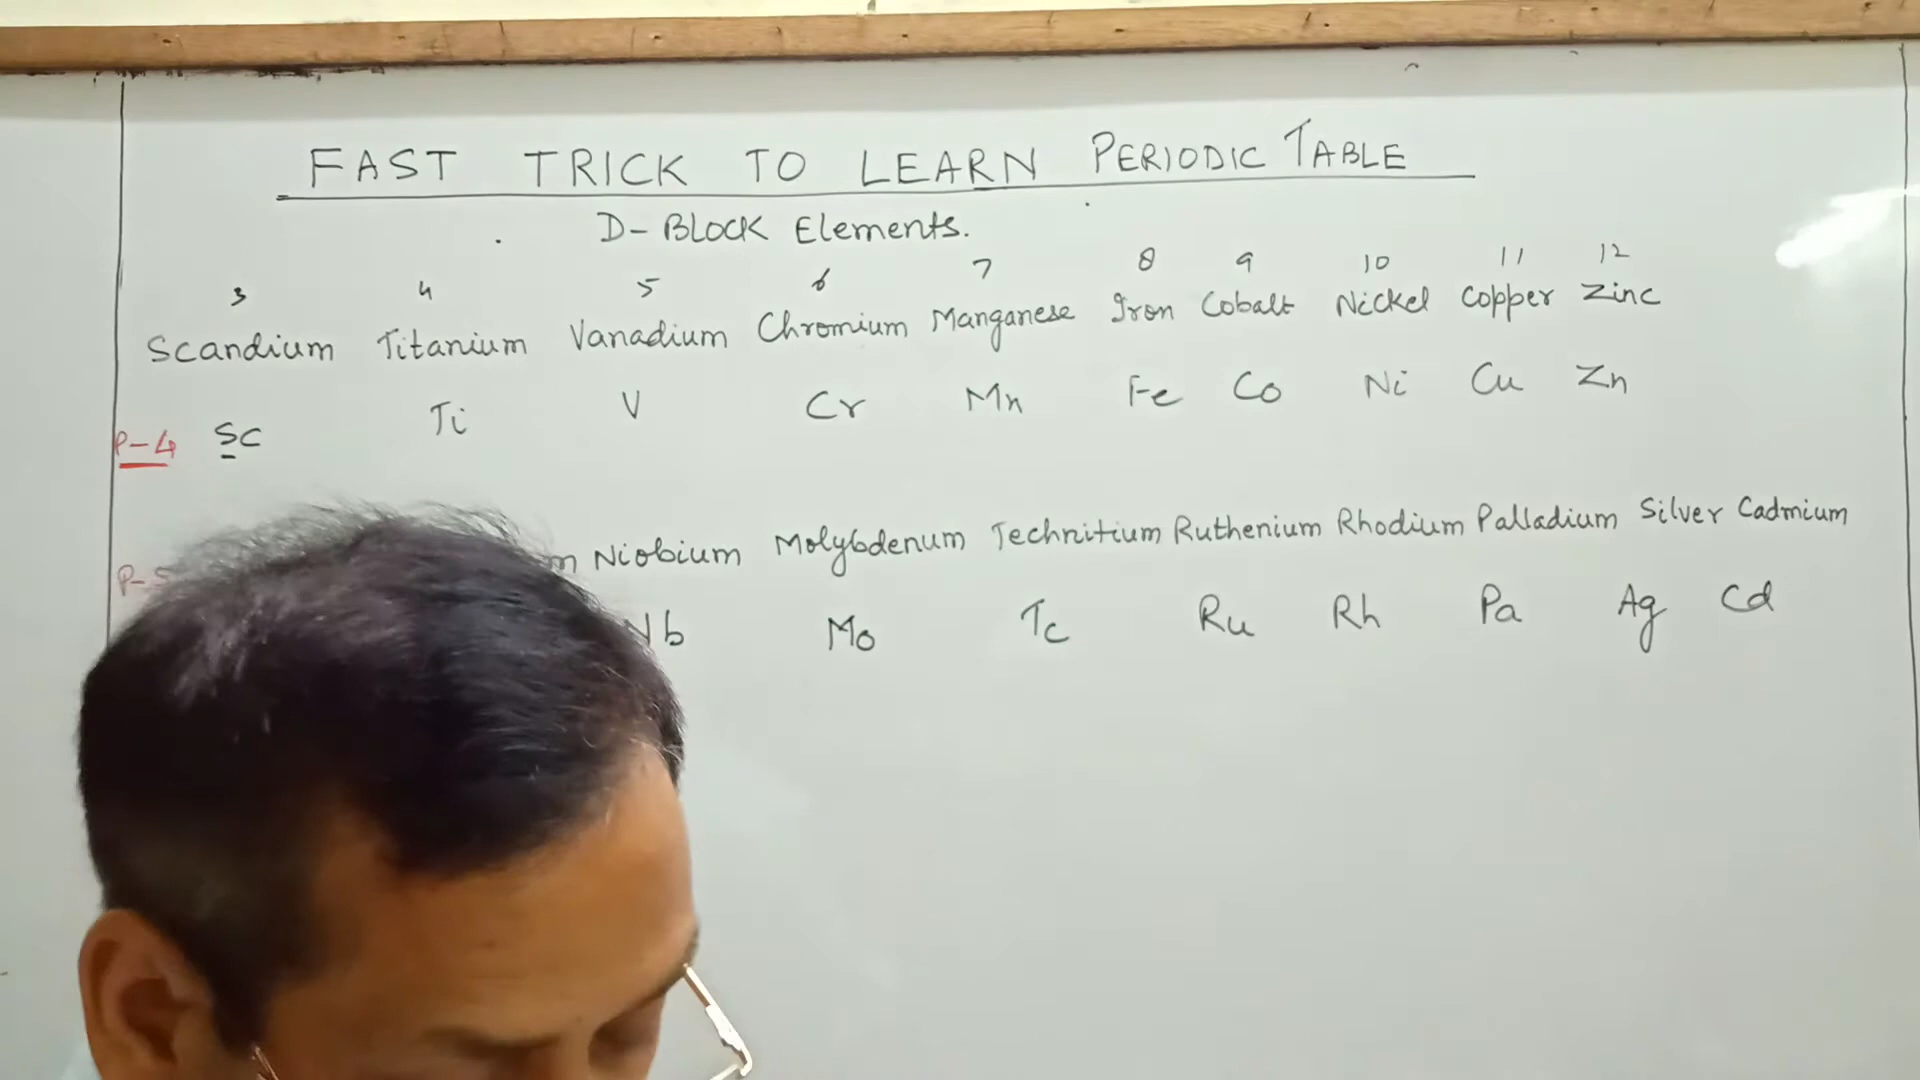 FAST TRICK TO LEARN PERIODIC TABLE
D-BLOCK Elements.
3 4 5 6 7 8 9 10 11 12
Scandium Titanium Vanadium Chromium Manganese Iron Cobalt Nickel Copper Zinc
P-4 Sc Ti V Cr Mn Fe Co Ni Cu Zn
P-5 Niobium Molybdenum Technitium Ruthenium Rhodium Palladium Silver Cadmium
Nb Mo Tc Ru Rh Pa Ag Cd